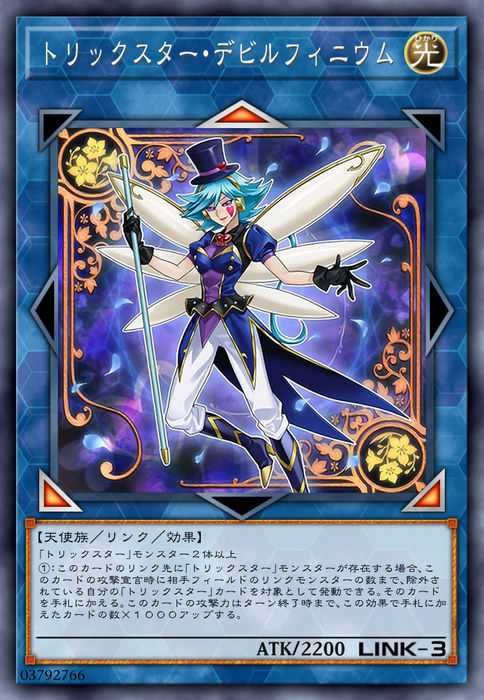 トリックスター・デビルフィニウム
ひかり
光
【天使族／リンク／効果】
「トリックスター」モンスター２体以上
①：このカードのリンク先に「トリックスター」モンスターが存在する場合、こ
のカードの攻撃宣言時に相手フィールドのリンクモンスターの数まで、除外さ
れている自分の「トリックスター」カードを対象として発動できる。そのカード
を手札に加える。このカードの攻撃力はターン終了時まで、この効果で手札に加
えたカードの数×１０００アップする。
ATK/2200 LINK-3
03792766